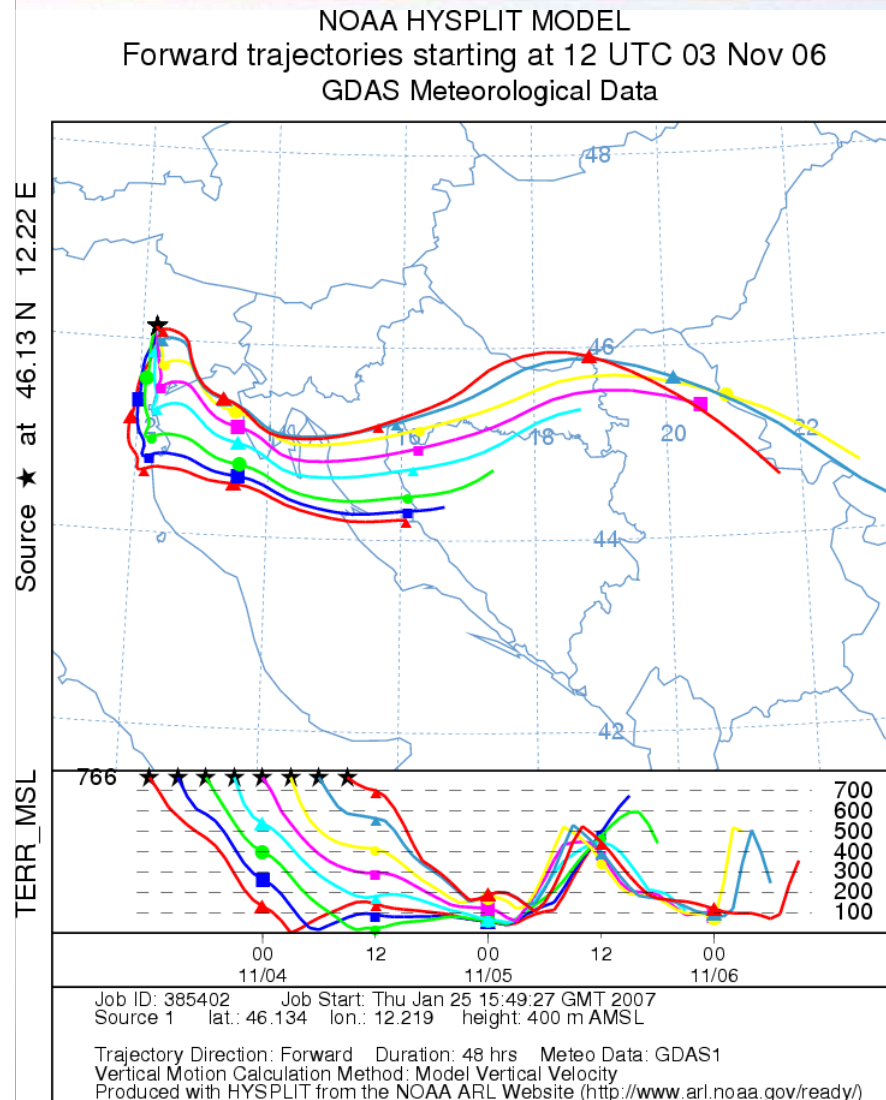 NOAA HYSPLIT MODEL
Forward trajectories starting at 12 UTC 03 Nov 06
GDAS Meteorological Data
Source ★ at 46.13 N 12.22 E
48
46
16
18
20
22
44
42
TERR_MSL
766
700
600
500
400
300
200
100
00 12 00 12 00
11/04 11/05 11/06
Job ID: 385402 Job Start: Thu Jan 25 15:49:27 GMT 2007
Source 1 lat.: 46.134 lon.: 12.219 height: 400 m AMSL
Trajectory Direction: Forward Duration: 48 hrs Meteo Data: GDAS1
Vertical Motion Calculation Method: Model Vertical Velocity
Produced with HYSPLIT from the NOAA ARL Website (http://www.arl.noaa.gov/ready/)